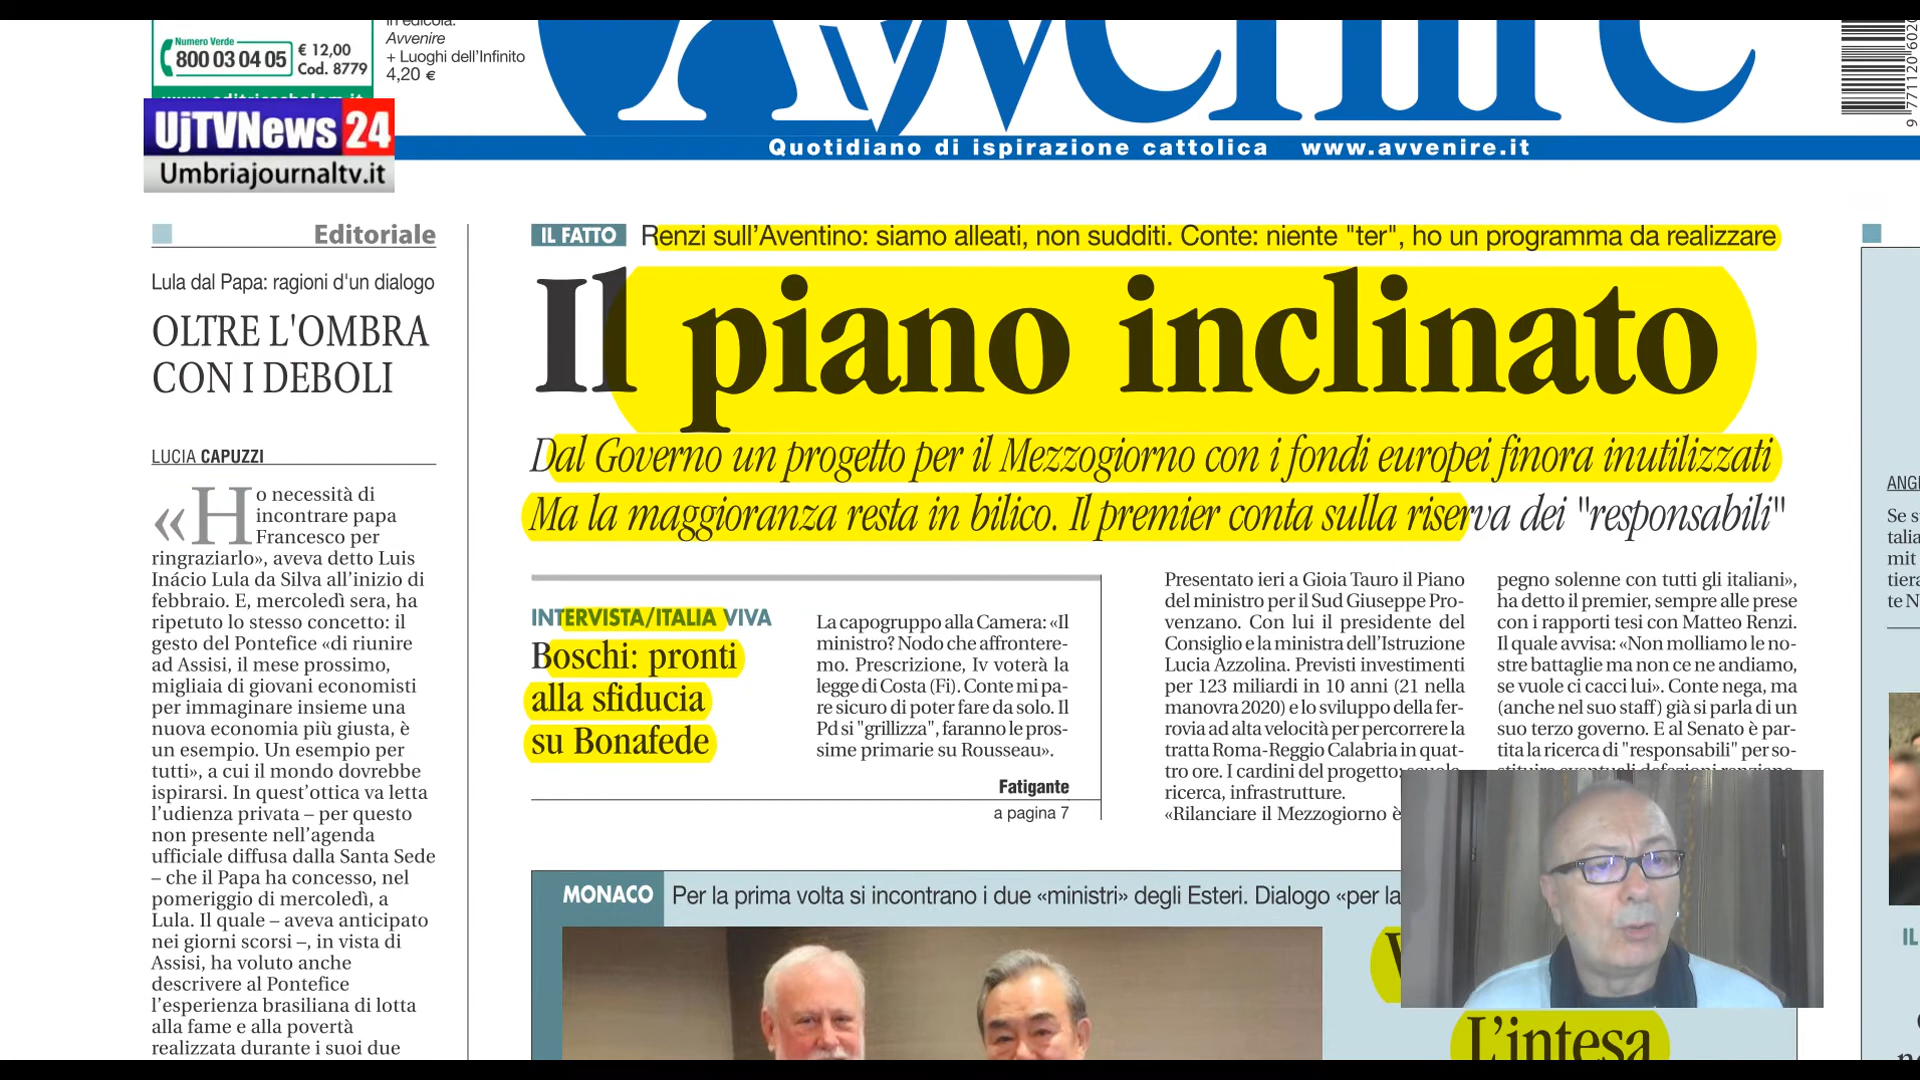 in edicola:
Avvenire
+ Luoghi dell'Infinito
4,20 €
Numero Verde
800 03 04 05
€ 12,00
Cod. 8779
Avvenire
Quotidiano di ispirazione cattolica www.avvenire.it
9 771120 6020
UjTVNews 24
Umbriajournaltv.it
Editoriale
Lula dal Papa: ragioni d'un dialogo
OLTRE L'OMBRA
CON I DEBOLI
LUCIA CAPUZZI
«Ho necessità di
incontrare papa
Francesco per
ringraziarlo», aveva detto Luis
Inácio Lula da Silva all'inizio di
febbraio. E, mercoledì sera, ha
ripetuto lo stesso concetto: il
gesto del Pontefice «di riunire
ad Assisi, il mese prossimo,
migliaia di giovani economisti
per immaginare insieme una
nuova economia più giusta, è
un esempio. Un esempio per
tutti», a cui il mondo dovrebbe
ispirarsi. In quest'ottica va letta
l'udienza privata – per questo
non presente nell'agenda
ufficiale diffusa dalla Santa Sede
– che il Papa ha concesso, nel
pomeriggio di mercoledì, a
Lula. Il quale – aveva anticipato
nei giorni scorsi –, in vista di
Assisi, ha voluto anche
descrivere al Pontefice
l'esperienza brasiliana di lotta
alla fame e alla povertà
realizzata durante i suoi due
IL FATTO Renzi sull'Aventino: siamo alleati, non sudditi. Conte: niente "ter", ho un programma da realizzare
Il piano inclinato
Dal Governo un progetto per il Mezzogiorno con i fondi europei finora inutilizzati
Ma la maggioranza resta in bilico. Il premier conta sulla riserva dei "responsabili"
INTERVISTA/ITALIA VIVA
Boschi: pronti
alla sfiducia
su Bonafede
La capogruppo alla Camera: «Il
ministro? Nodo che affrontere-
mo. Prescrizione, Iv voterà la
legge di Costa (Fi). Conte mi pa-
re sicuro di poter fare da solo. Il
Pd si "grillizza", faranno le pros-
sime primarie su Rousseau».
Fatigante
a pagina 7
Presentato ieri a Gioia Tauro il Piano
del ministro per il Sud Giuseppe Pro-
venzano. Con lui il presidente del
Consiglio e la ministra dell'Istruzione
Lucia Azzolina. Previsti investimenti
per 123 miliardi in 10 anni (21 nella
manovra 2020) e lo sviluppo della fer-
rovia ad alta velocità per percorrere la
tratta Roma-Reggio Calabria in quat-
tro ore. I cardini del progetto: scuola,
ricerca, infrastrutture.
«Rilanciare il Mezzogiorno è
pegno solenne con tutti gli italiani»,
ha detto il premier, sempre alle prese
con i rapporti tesi con Matteo Renzi.
Il quale avvisa: «Non molliamo le no-
stre battaglie ma non ce ne andiamo,
se vuole ci cacci lui». Conte nega, ma
(anche nel suo staff) già si parla di un
suo terzo governo. E al Senato è par-
tita la ricerca di "responsabili" per so-
stituire eventuali defezioni renziane.
MONACO Per la prima volta si incontrano i due «ministri» degli Esteri. Dialogo «per la
L'intesa
ANG
Se s
talia
mit
tiera
te N
IL